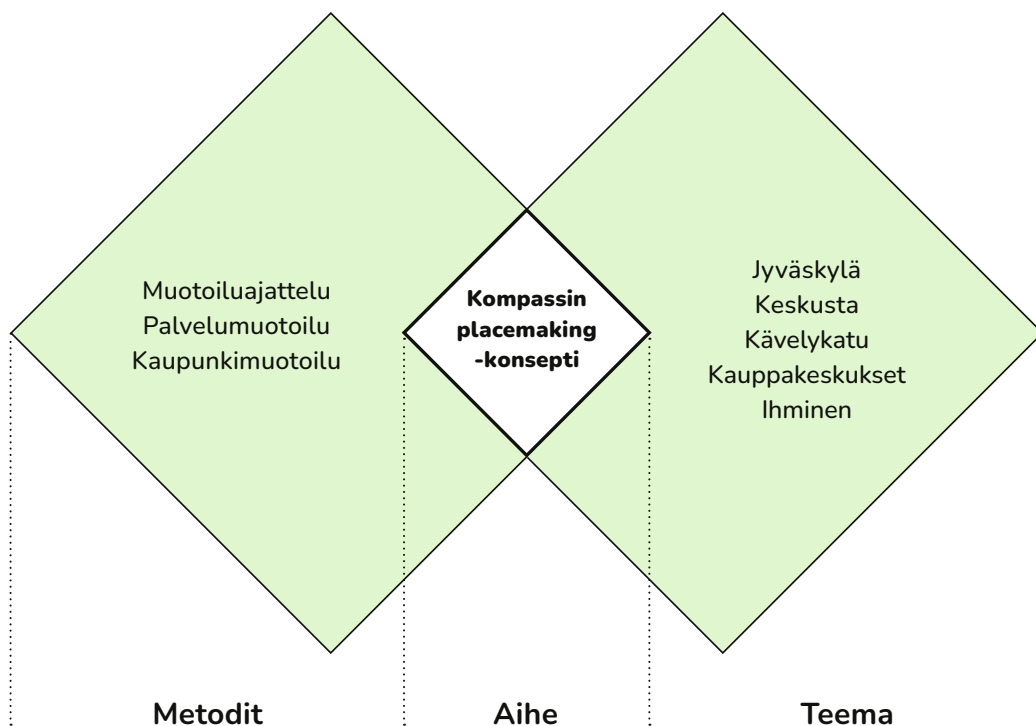 Muotoiluajattelu
Palvelumuotoilu
Kaupunkimuotoilu
Kompassin
placemaking
-konsepti
Jyväskylä
Keskusta
Kävelykatu
Kauppakeskukset
Ihminen
Metodit
Aihe
Teema